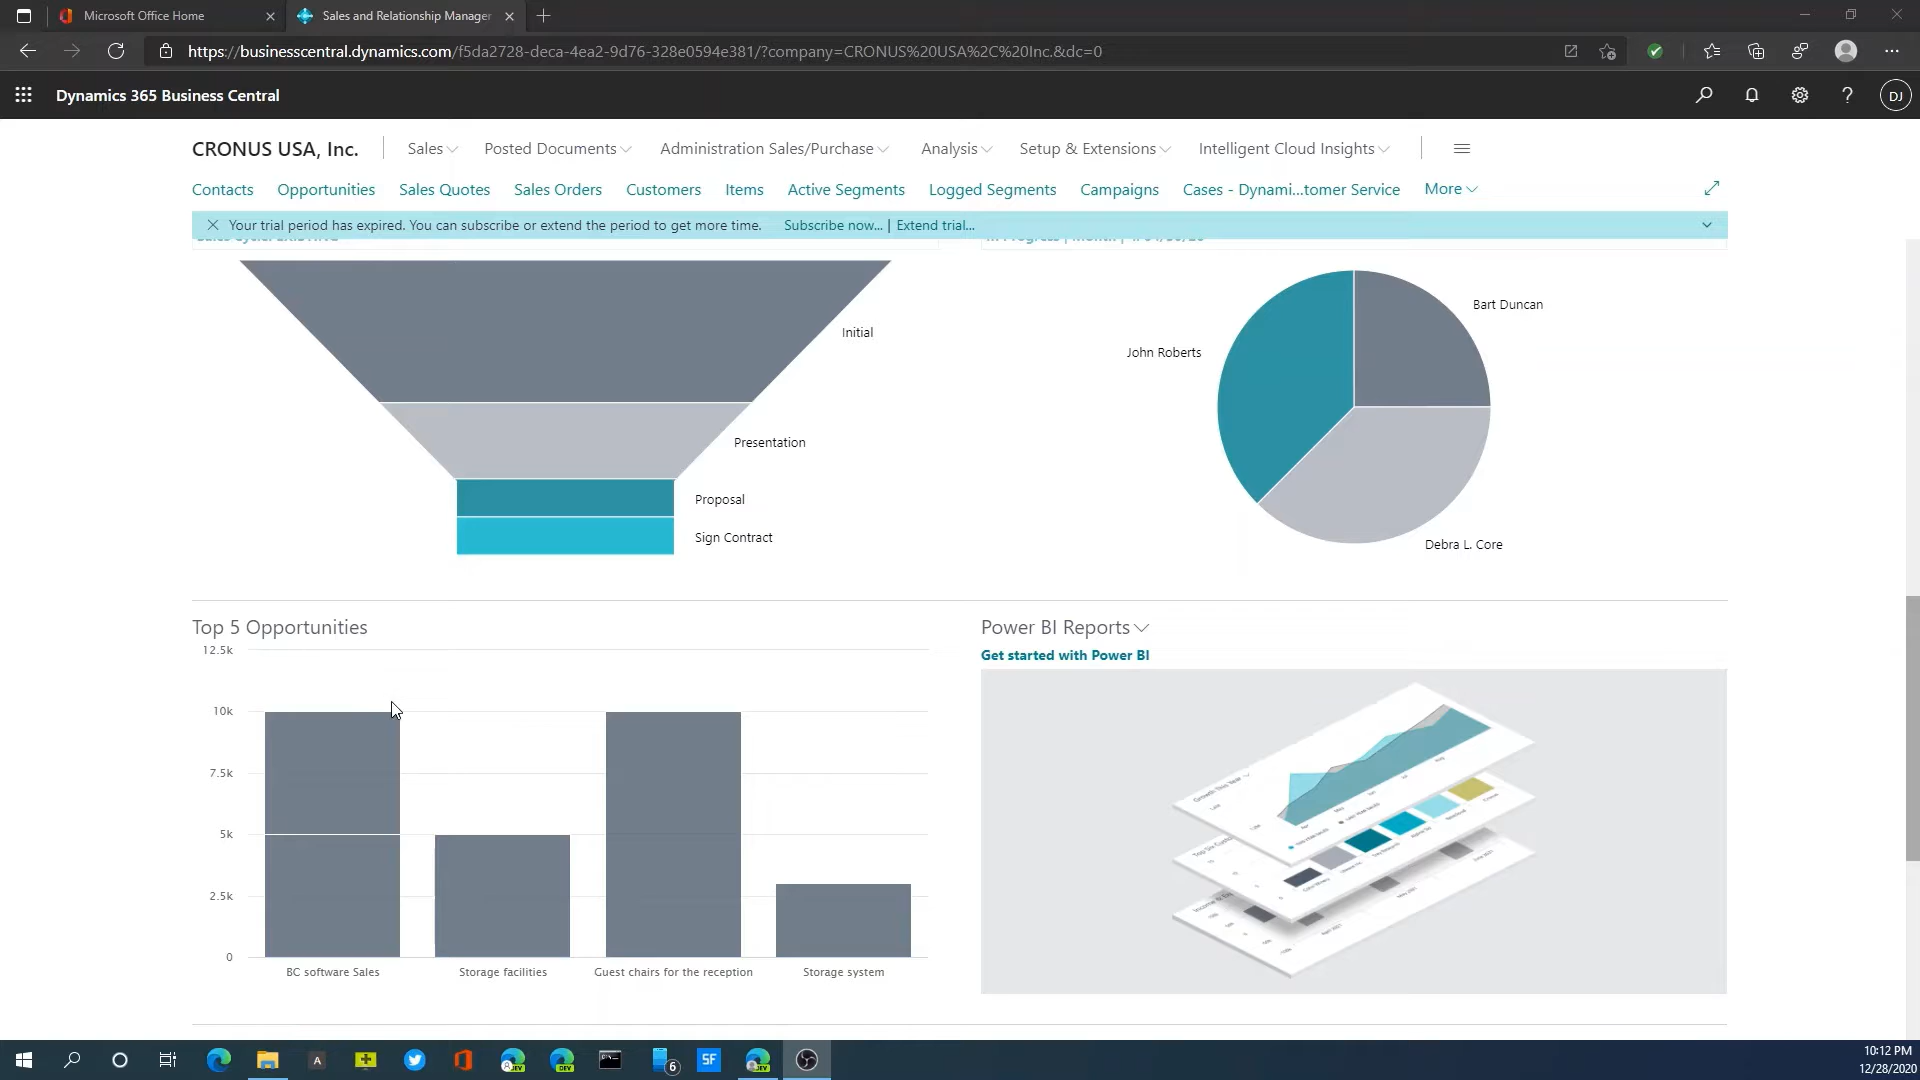 Microsoft Office Home
Sales and Relationship Manager
https://businesscentral.dynamics.com/f5da2728-deca-4ea2-9d76-328e0594e381/?company=CRONUS%20USA%2C%20Inc.&dc=0
Dynamics 365 Business Central
DJ
CRONUS USA, Inc.
Sales
Posted Documents
Administration Sales/Purchase
Analysis
Setup & Extensions
Intelligent Cloud Insights
Contacts
Opportunities
Sales Quotes
Sales Orders
Customers
Items
Active Segments
Logged Segments
Campaigns
Cases - Dynami...tomer Service
More
Your trial period has expired. You can subscribe or extend the period to get more time.
Subscribe now... | Extend trial...
Initial
Presentation
Proposal
Sign Contract
Bart Duncan
John Roberts
Debra L. Core
Top 5 Opportunities
12.5k
10k
7.5k
5k
2.5k
0
BC software Sales
Storage facilities
Guest chairs for the reception
Storage system
Power BI Reports
Get started with Power BI
A
DEV
DEV
6
SF
DEV
10:12 PM
12/28/2020